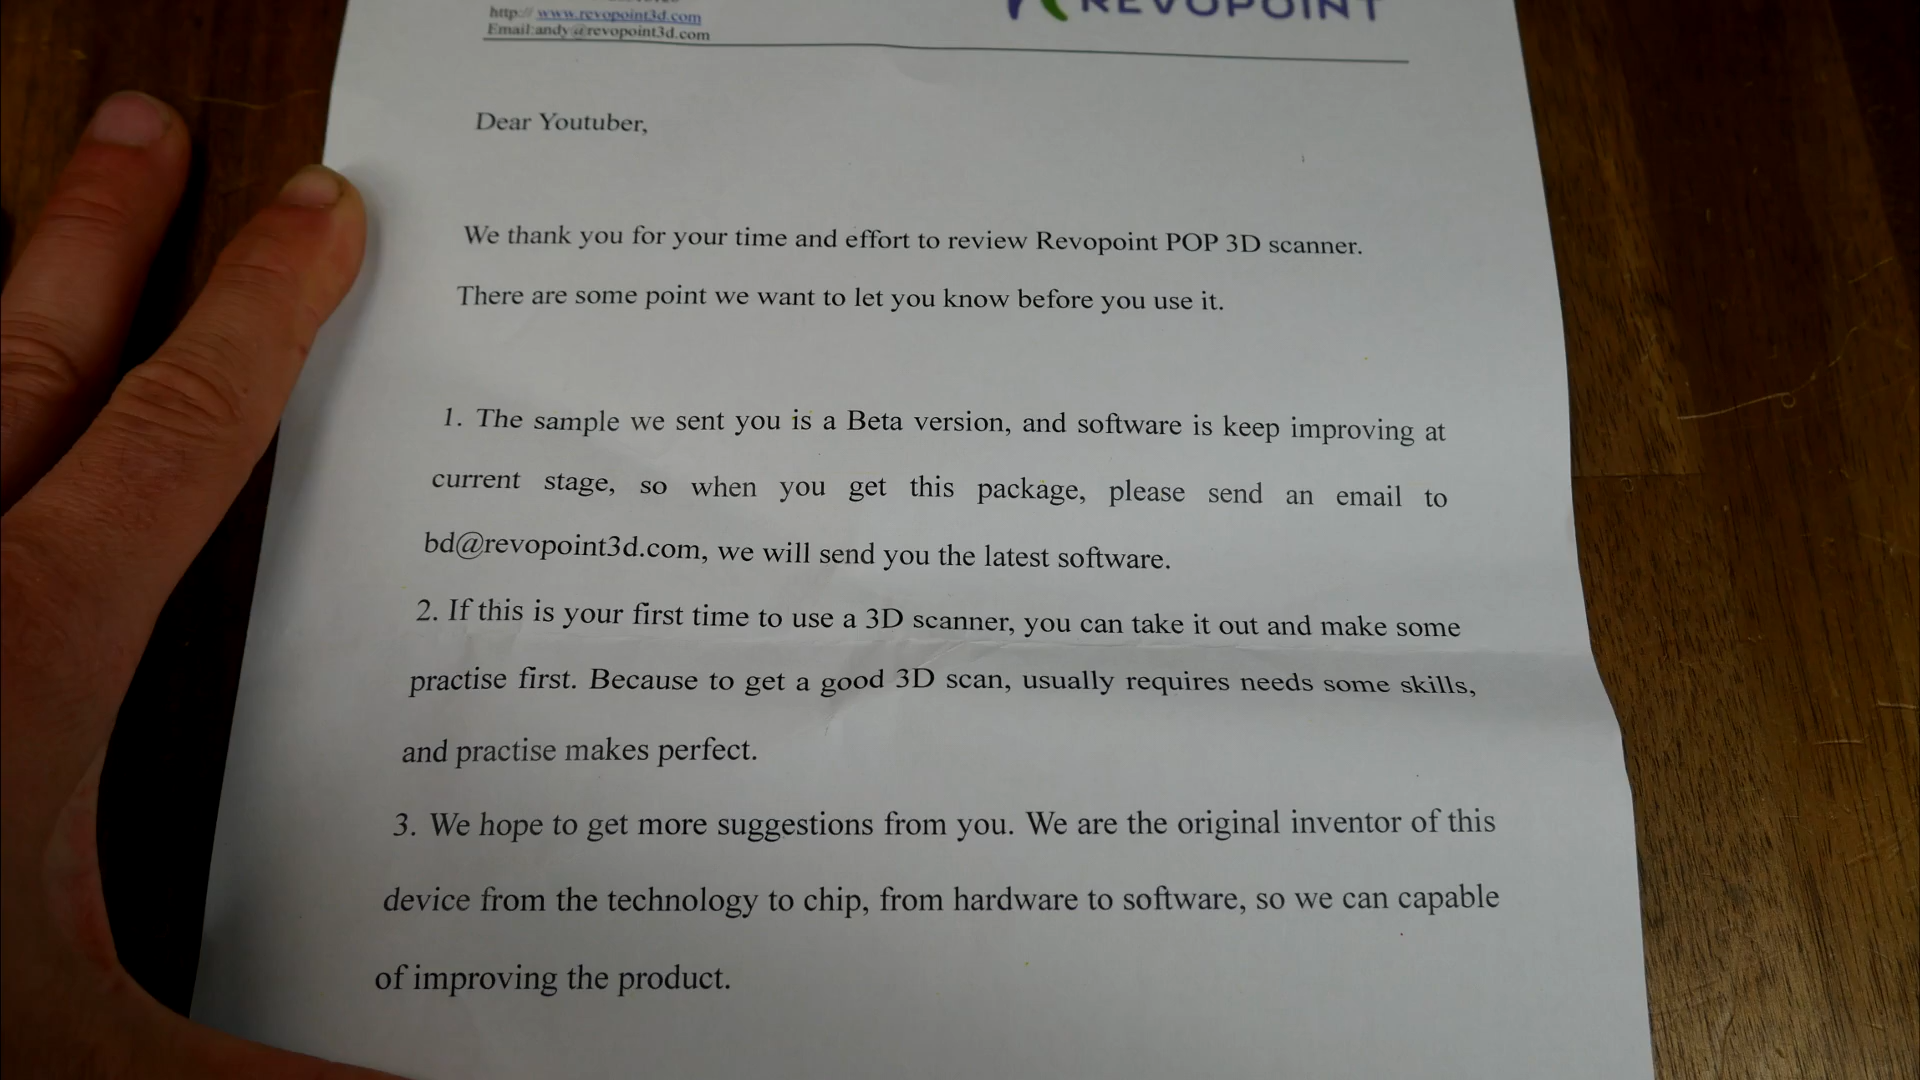 http:// www.revopoint3d.com
REVOPOINT
Email:andy@revopoint3d.com
Dear Youtuber,
We thank you for your time and effort to review Revopoint POP 3D scanner.
There are some point we want to let you know before you use it.
1. The sample we sent you is a Beta version, and software is keep improving at
current stage, so when you get this package, please send an email to
bd@revopoint3d.com, we will send you the latest software.
2. If this is your first time to use a 3D scanner, you can take it out and make some
practise first. Because to get a good 3D scan, usually requires needs some skills,
and practise makes perfect.
3. We hope to get more suggestions from you. We are the original inventor of this
device from the technology to chip, from hardware to software, so we can capable
of improving the product.